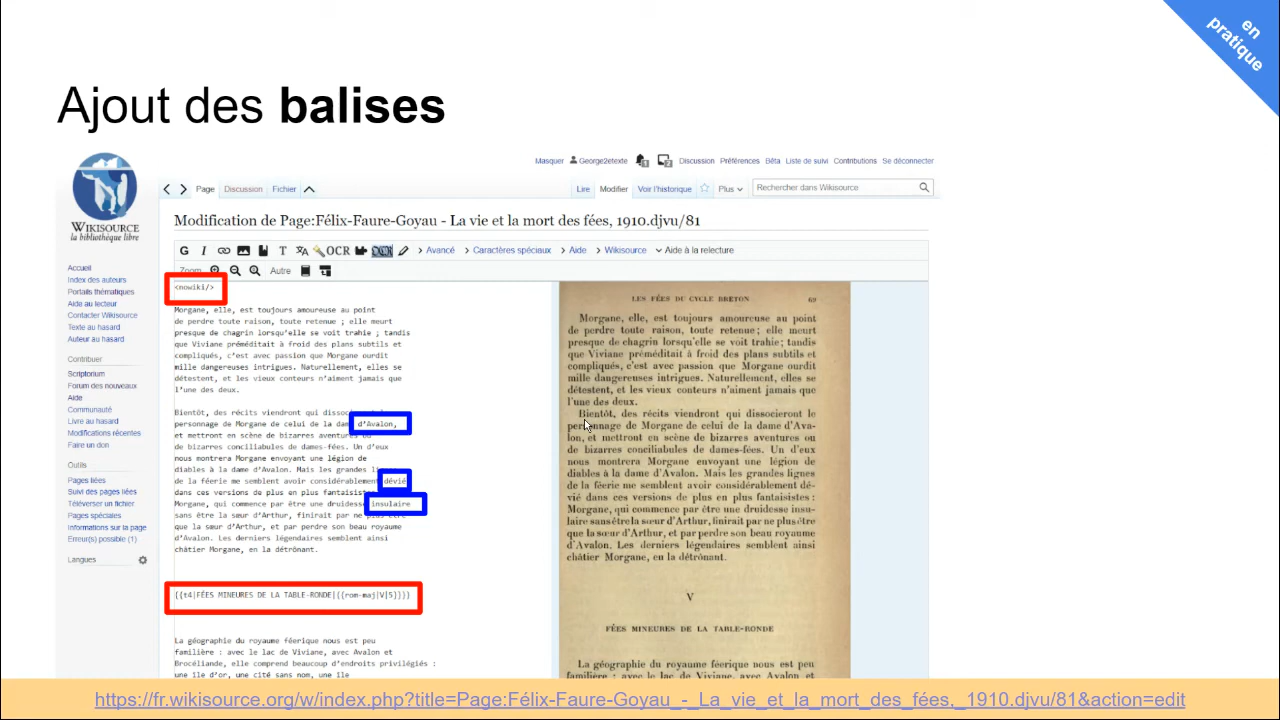 en
pratique
Ajout des balises
Masquer George2etexte Discussion Préférences Bêta Liste de suivi Contributions Se déconnecter
WIKISOURCE
la bibliothèque libre
Page Discussion Fichier
Lire Modifier Voir l'historique Plus
Rechercher dans Wikisource
Modification de Page:Félix-Faure-Goyau - La vie et la mort des fées, 1910.djvu/81
G I T OCR OCR Avancé Caractères spéciaux Aide Wikisource Aide à la relecture
Zoom Autre
Accueil
Index des auteurs
Portails thématiques
Aide au lecteur
Contacter Wikisource
Texte au hasard
Auteur au hasard
Contribuer
Scriptorium
Forum des nouveaux
Aide
Communauté
Livre au hasard
Modifications récentes
Faire un don
Outils
Pages liées
Suivi des pages liées
Téléverser un fichier
Pages spéciales
Informations sur la page
Erreur(s) possible (1)
Langues
<nowiki/>
Morgane, elle, est toujours amoureuse au point
de perdre toute raison, toute retenue ; elle meurt
presque de chagrin lorsqu'elle se voit trahie ; tandis
que Viviane préméditait à froid des plans subtils et
compliqués, c'est avec passion que Morgane ourdit
mille dangereuses intrigues. Naturellement, elles se
détestent, et les vieux conteurs n'aiment jamais que
l'une des deux.
Bientôt, des récits viendront qui
personnage de Morgane de celui de la dame d'Avalon,
et mettront en scène de bizarres aventures ou
de bizarres conciliabules de dames-fées. Un d'eux
nous montrera Morgane envoyant une légion de
diables à la dame d'Avalon. Mais les grandes
de la féerie me semblent avoir considérablement dévié
dans ces versions de plus en plus
Morgane, qui commence par être une druidesse insulaire
sans être la sœur d'Arthur, finirait par ne
que la sœur d'Arthur, et par perdre son beau royaume
d'Avalon. Les derniers légendaires semblent ainsi
châtier Morgane, en la détrônant.
{{t4|FÉES MINEURES DE LA TABLE-RONDE|{{rom-maj|V|5}}}}
La géographie du royaume féerique nous est peu
familière : avec le lac de Viviane, avec Avalon et
Brocéliande, elle comprend beaucoup d'endroits privilégiés :
une île d'or, une cité sans nom, une
LES FÉES DU CYCLE BRETON 69
Morgane, elle, est toujours amoureuse au point
de perdre toute raison, toute retenue ; elle meurt
presque de chagrin lorsqu'elle se voit trahie ; tandis
que Viviane préméditait à froid des plans subtils et
compliqués, c'est avec passion que Morgane ourdit
mille dangereuses intrigues. Naturellement, elles se
détestent, et les vieux conteurs n'aiment jamais que
l'une des deux.
Bientôt, des récits viendront qui dissocieront le
personnage de Morgane de celui de la dame d'Ava-
lon, et mettront en scène de bizarres aventures ou
de bizarres conciliabules de dames-fées. Un d'eux
nous montrera Morgane envoyant une légion de
diables à la dame d'Avalon. Mais les grandes lignes
de la féerie me semblent avoir considérablement dé-
vié dans ces versions de plus en plus fantaisistes :
Morgane, qui commence par être une druidesse insu-
laire sans être la sœur d'Arthur, finirait par ne plus être
que la sœur d'Arthur, et par perdre son beau royaume
d'Avalon. Les derniers légendaires semblent ainsi
châtier Morgane, en la détrônant.
V
FÉES MINEURES DE LA TABLE-RONDE
La géographie du royaume féerique nous est peu
familière : avec le lac de Viviane, avec Avalon et
https://fr.wikisource.org/w/index.php?title=Page:Félix-Faure-Goyau_-_La_vie_et_la_mort_des_fées,_1910.djvu/81&action=edit